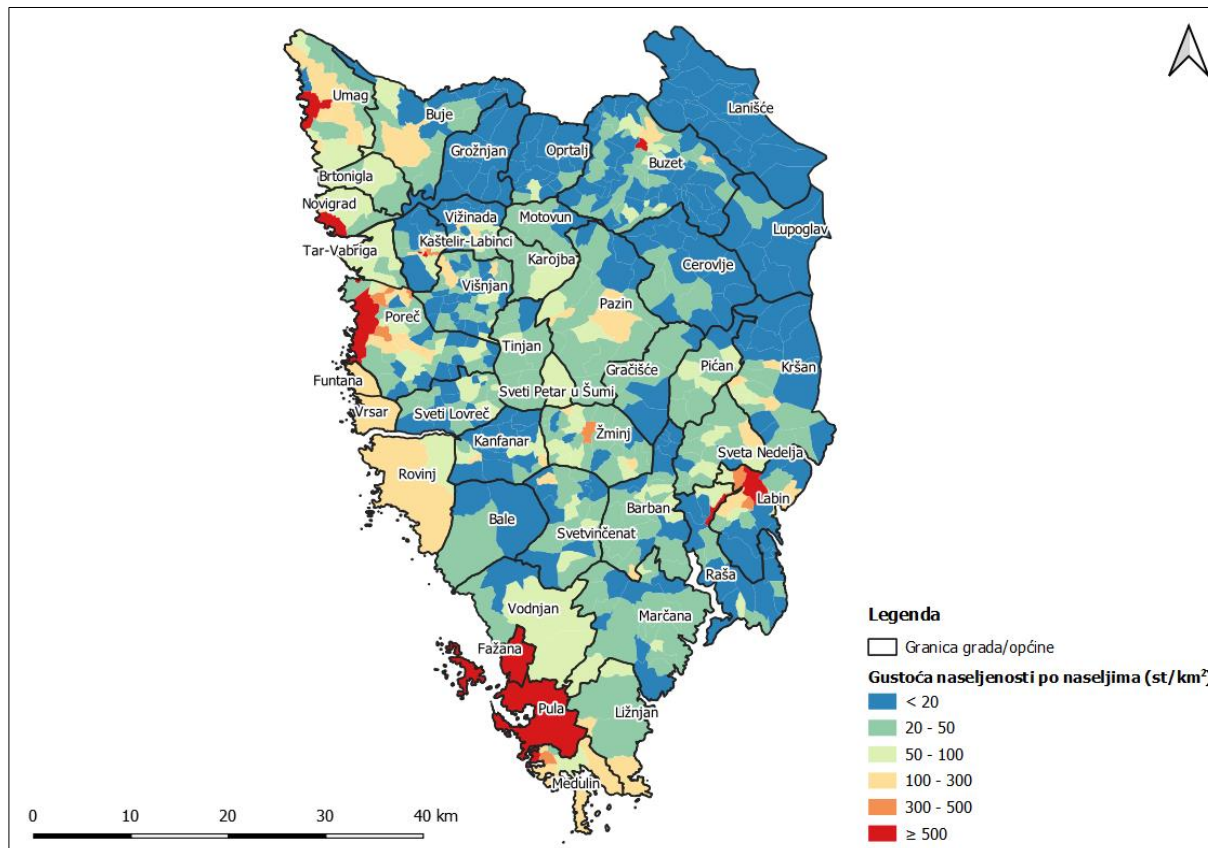 Umag
Buje
Grožnjan
Oprtalj
Lanišće
Buzet
Brtonigla
Novigrad
Vižinada
Motovun
Lupoglav
Tar-Vabriga
Kaštelir-Labinci
Karojba
Cerovlje
Višnjan
Pazin
Poreč
Tinjan
Gračišće
Pićan
Kršan
Funtana
Sveti Petar u Šumi
Vrsar
Sveti Lovreč
Kanfanar
Žminj
Sveta Nedelja
Rovinj
Labin
Bale
Barban
Svetvinčenat
Raša
Vodnjan
Marčana
Fažana
Pula
Ližnjan
Medulin
Legenda
Granica grada/općine
Gustoća naseljenosti po naseljima (st/km²)
< 20
20 - 50
50 - 100
100 - 300
300 - 500
≥ 500
0 10 20 30 40 km